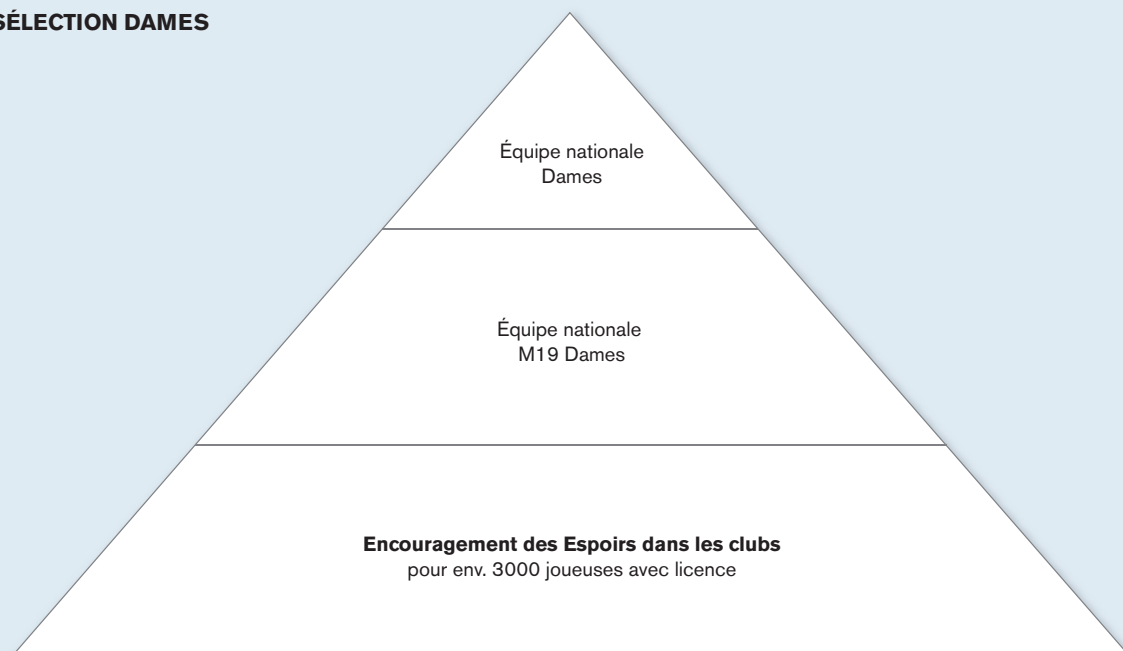 SÉLECTION DAMES
Équipe nationale
Dames
Équipe nationale
M19 Dames
Encouragement des Espoirs dans les clubs
pour env. 3000 joueuses avec licence